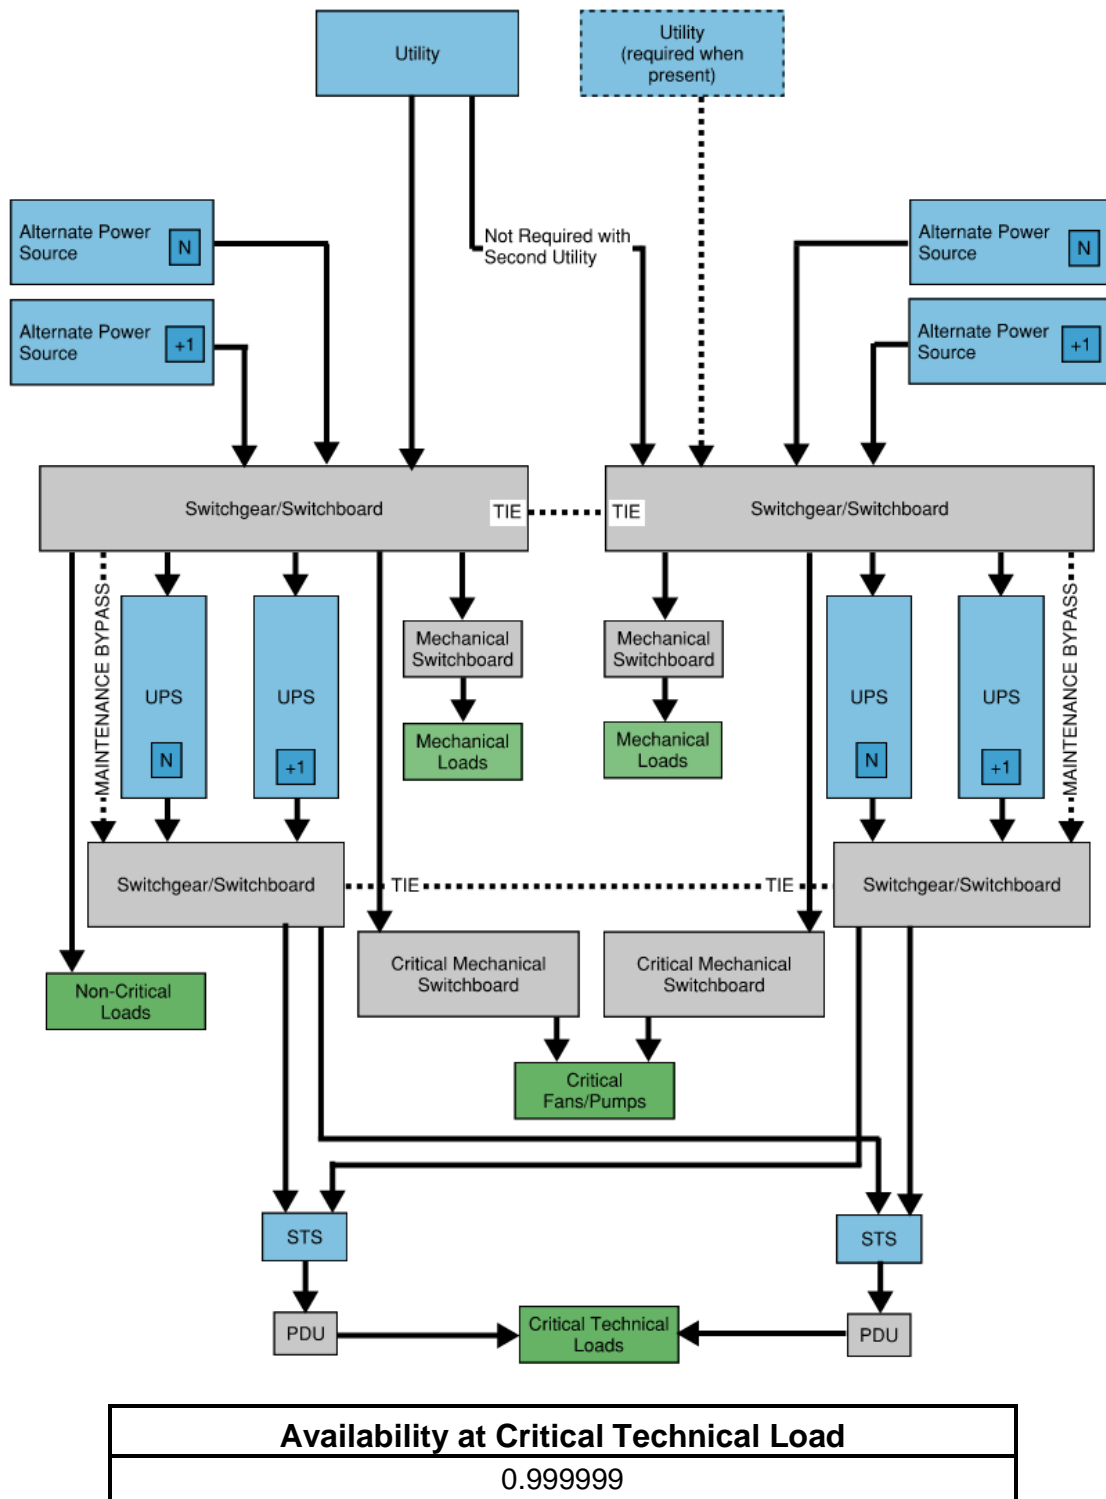 Utility
Utility
(required when
present)
Alternate Power
Source
N
Alternate Power
Source
+1
Not Required with
Second Utility
Alternate Power
Source
N
Alternate Power
Source
+1
Switchgear/Switchboard
TIE
TIE
Switchgear/Switchboard
MAINTENANCE BYPASS
UPS
N
UPS
+1
Mechanical
Switchboard
Mechanical
Loads
Mechanical
Switchboard
Mechanical
Loads
UPS
N
UPS
+1
MAINTENANCE BYPASS
Switchgear/Switchboard
TIE
TIE
Switchgear/Switchboard
Non-Critical
Loads
Critical Mechanical
Switchboard
Critical Mechanical
Switchboard
Critical
Fans/Pumps
STS
STS
PDU
Critical Technical
Loads
PDU
Availability at Critical Technical Load
0.999999